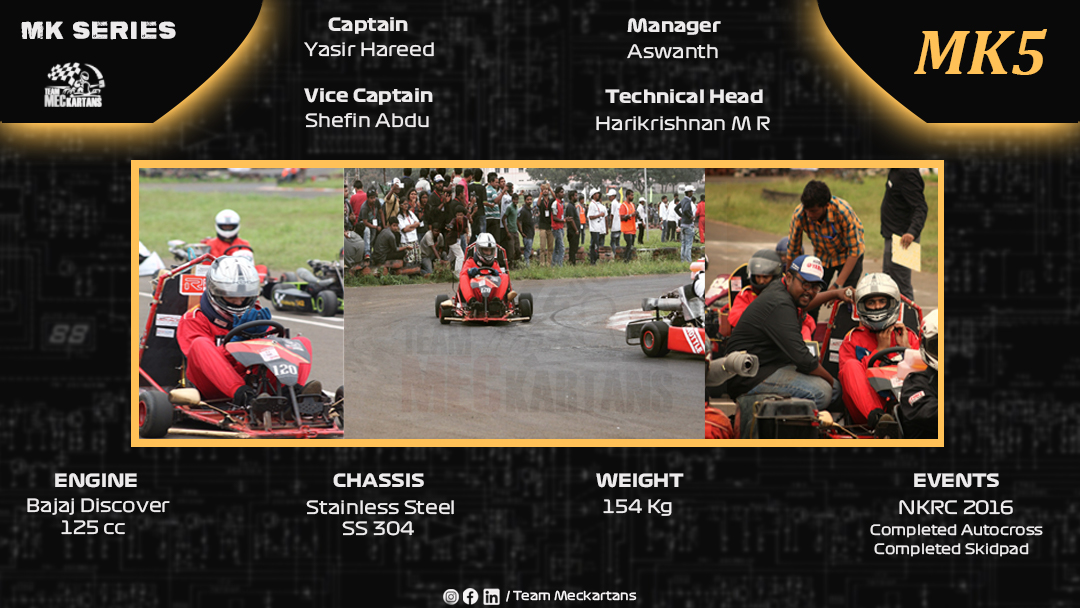 MK SERIES
TEAM
MECKARTANS
Captain
Yasir Hareed
Manager
Aswanth
MK5
Vice Captain
Shefin Abdu
Technical Head
Harikrishnan M R
120
120
MECKARTANS
ENGINE
Bajaj Discover
125 cc
CHASSIS
Stainless Steel
SS 304
WEIGHT
154 Kg
EVENTS
NKRC 2016
Completed Autocross
Completed Skidpad
/ Team Meckartans